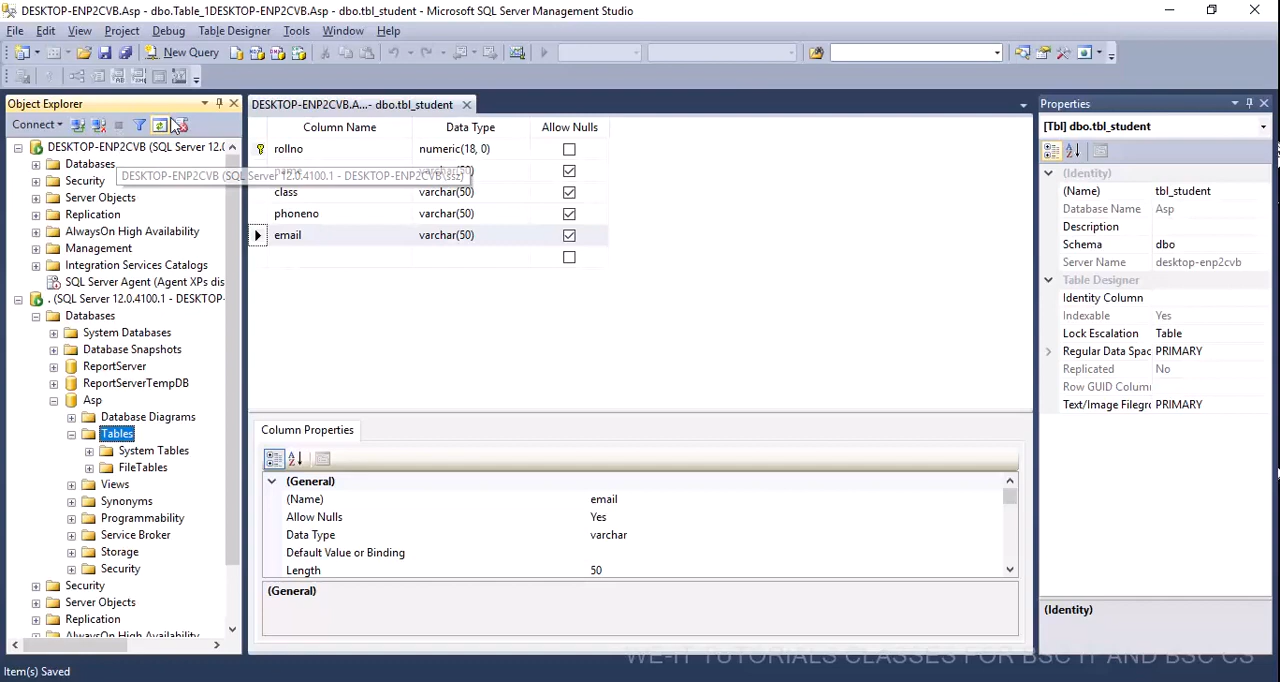 DESKTOP-ENP2CVB.Asp - dbo.Table_1DESKTOP-ENP2CVB.Asp - dbo.tbl_student - Microsoft SQL Server Management Studio
File Edit View Project Debug Table Designer Tools Window Help
New Query
Object Explorer
Connect
DESKTOP-ENP2CVB (SQL Server 12.0
Databases
DESKTOP-ENP2CVB (SQL Server 12.0.4100.1 - DESKTOP-ENP2CVB\ssz)
Security
Server Objects
Replication
AlwaysOn High Availability
Management
Integration Services Catalogs
SQL Server Agent (Agent XPs dis
. (SQL Server 12.0.4100.1 - DESKTOP-
Databases
System Databases
Database Snapshots
ReportServer
ReportServerTempDB
Asp
Database Diagrams
Tables
System Tables
FileTables
Views
Synonyms
Programmability
Service Broker
Storage
Security
Security
Server Objects
Replication
AlwaysOn High Availability
DESKTOP-ENP2CVB.A...- dbo.tbl_student
Column Name Data Type Allow Nulls
rollno numeric(18, 0)
name varchar(50)
class varchar(50)
phoneno varchar(50)
email varchar(50)
Column Properties
(General)
(Name) email
Allow Nulls Yes
Data Type varchar
Default Value or Binding
Length 50
(General)
Properties
[Tbl] dbo.tbl_student
(Identity)
(Name) tbl_student
Database Name Asp
Description
Schema dbo
Server Name desktop-enp2cvb
Table Designer
Identity Column
Indexable Yes
Lock Escalation Table
Regular Data Spac PRIMARY
Replicated No
Row GUID Column
Text/Image Filegro PRIMARY
(Identity)
WE-IT TUTORIALS CLASSES FOR BSC IT AND BSC CS
Item(s) Saved